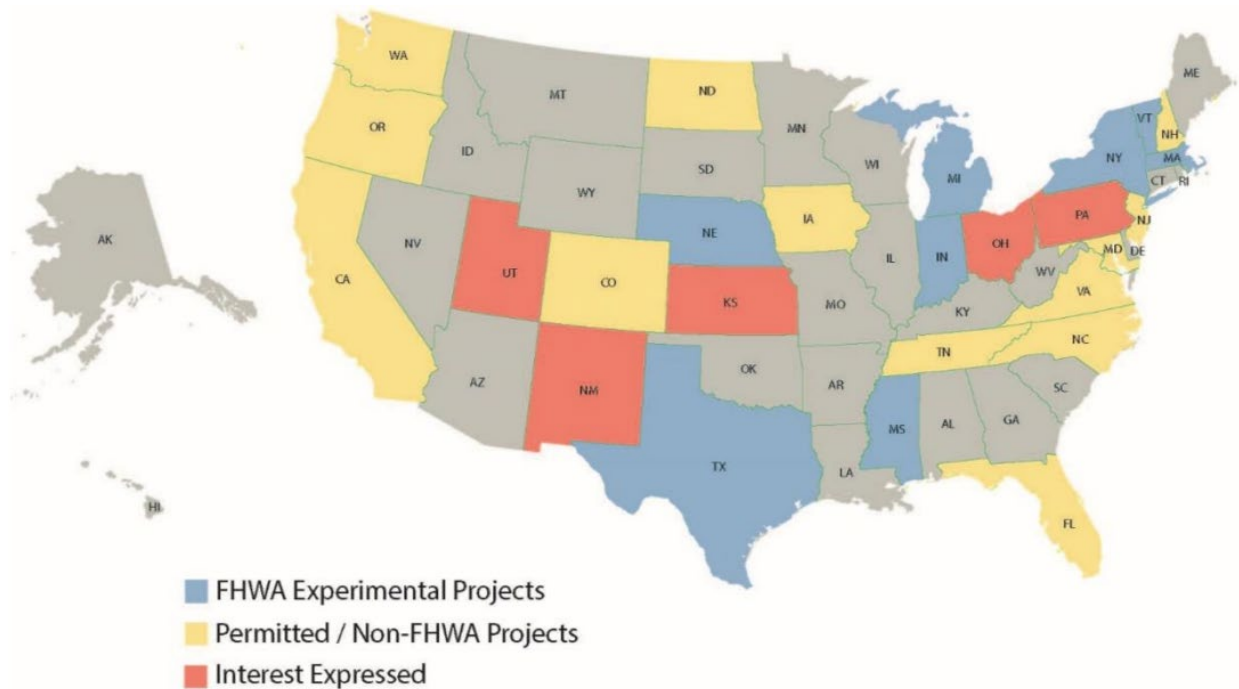 WA
MT
ND
MN
ME
OR
ID
SD
WI
VT
NH
NY
MA
CT
RI
WY
MI
IA
PA
NJ
AK
NV
NE
OH
MD
DE
UT
CO
IL
IN
WV
CA
KS
MO
KY
VA
NC
TN
AZ
NM
OK
AR
SC
MS
AL
GA
TX
LA
HI
FL
FHWA Experimental Projects
Permitted / Non-FHWA Projects
Interest Expressed